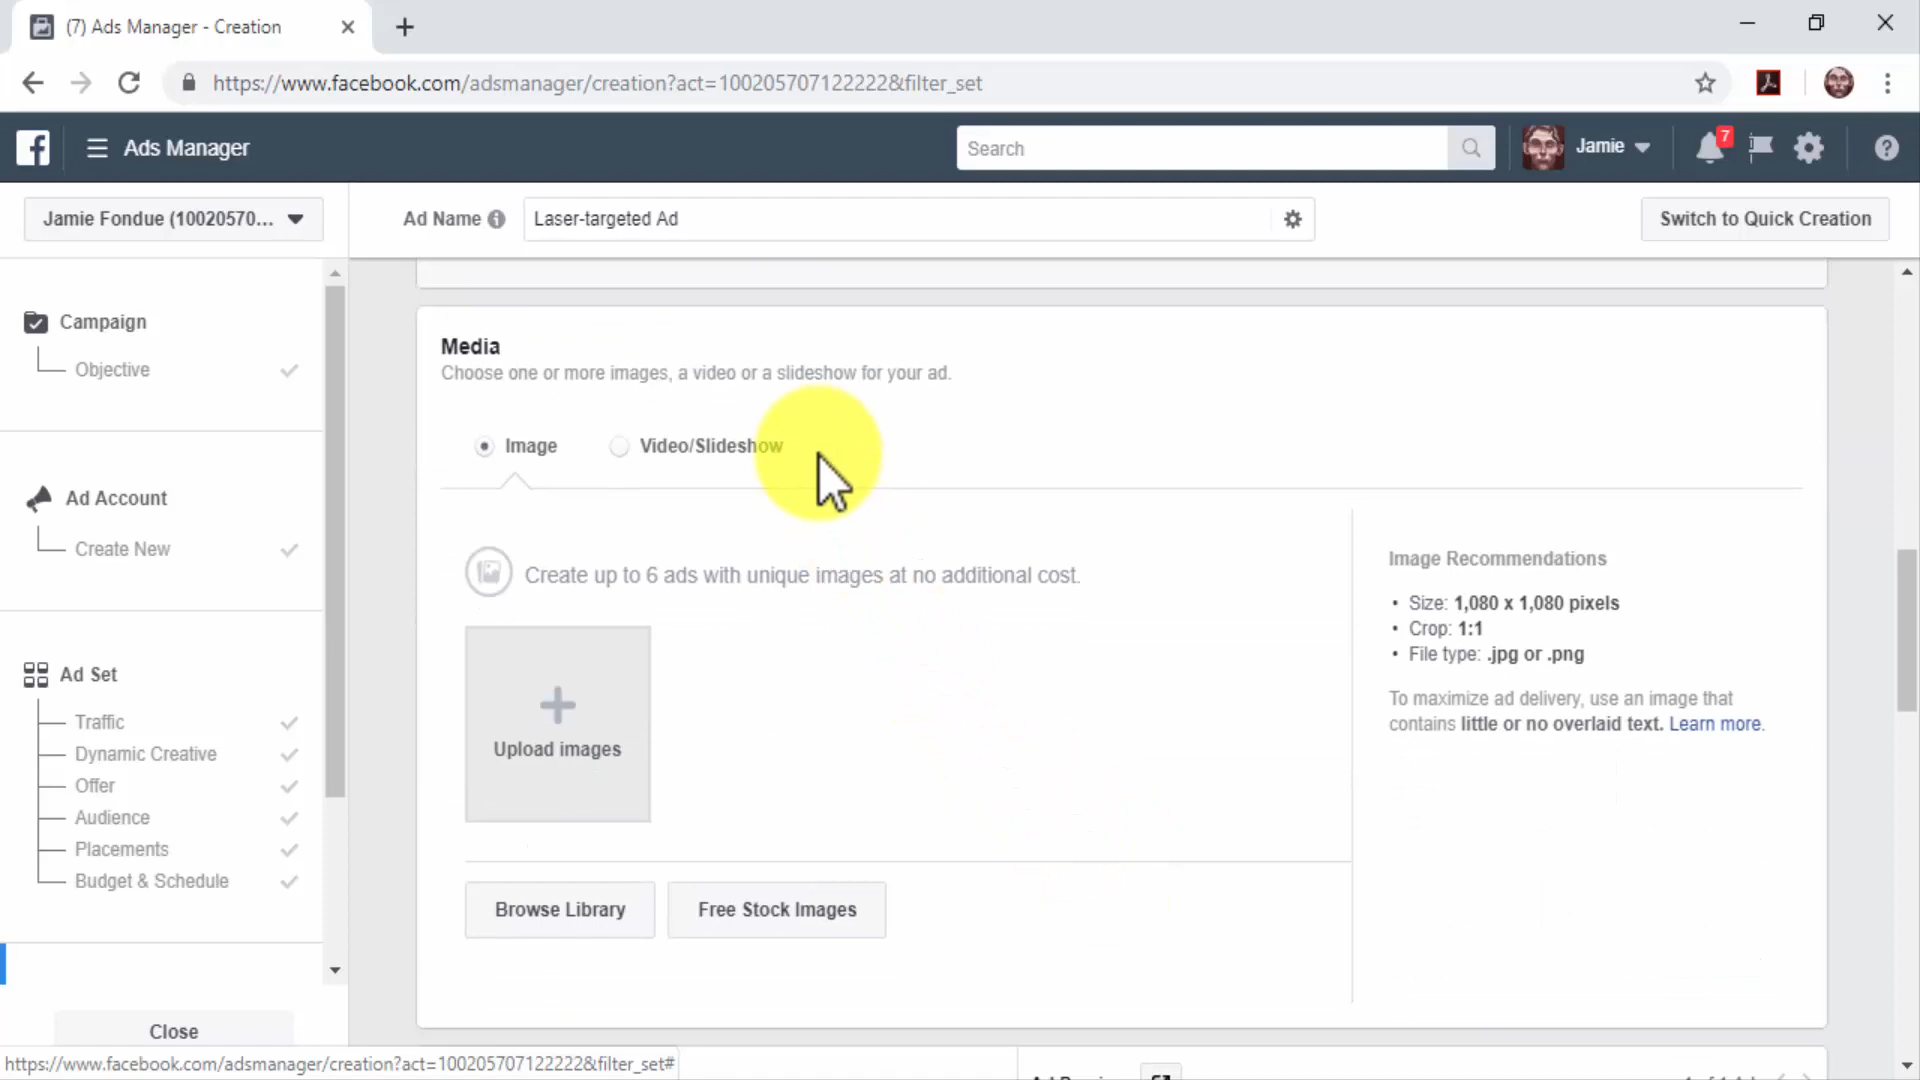 (7) Ads Manager - Creation
https://www.facebook.com/adsmanager/creation?act=100205707122222&filter_set
Ads Manager
Search
Jamie
7
Jamie Fondue (10020570...
Ad Name
Laser-targeted Ad
Switch to Quick Creation
Campaign
Objective
Ad Account
Create New
Ad Set
Traffic
Dynamic Creative
Offer
Audience
Placements
Budget & Schedule
Close
Media
Choose one or more images, a video or a slideshow for your ad.
Image
Video/Slideshow
Create up to 6 ads with unique images at no additional cost.
Upload images
Browse Library
Free Stock Images
Image Recommendations
• Size: 1,080 x 1,080 pixels
• Crop: 1:1
• File type: .jpg or .png
To maximize ad delivery, use an image that
contains little or no overlaid text. Learn more.
https://www.facebook.com/adsmanager/creation?act=100205707122222&filter_set#